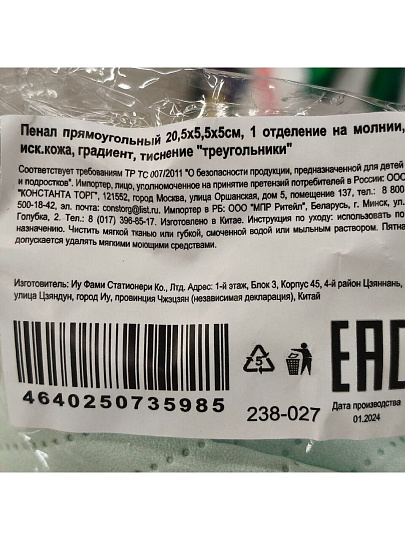 Пенал прямоугольный 20,5x5,5x5см, 1 отделение на молнии,
иск.кожа, градиент, тиснение "треугольники"
Соответствует требованиям ТР ТС 007/2011 "О безопасности продукции, предназначенной для детей
и подростков". Импортер, лицо, уполномоченное на принятие претензий потребителей в России: ООО
"КОНСТАНТА ТОРГ", 121552, город Москва, улица Оршанская, дом 5, помещение 137, тел.: 8 800
500-18-42, эл. почта: constorg@list.ru. Импортер в РБ: ООО "МПР Ритейл", Беларусь, г. Минск, ул.
Голубка, 2. Тел.: 8 (017) 396-65-17. Изготовлено в Китае. Инструкция по уходу: использовать по
назначению. Чистить мягкой тканью или губкой, смоченной водой или мыльным раствором. Пятна
допускается удалять мягкими моющими средствами.
Изготовитель: Иу Фами Стационери Ко., Лтд. Адрес: 1-й этаж, Блок 3, Корпус 45, 4-й район Цзяннань,
улица Цзяндун, город Иу, провинция Чжэцзян (независимая декларация), Китай
5
EAC
4640250735985
238-027
Дата производства
01.2024